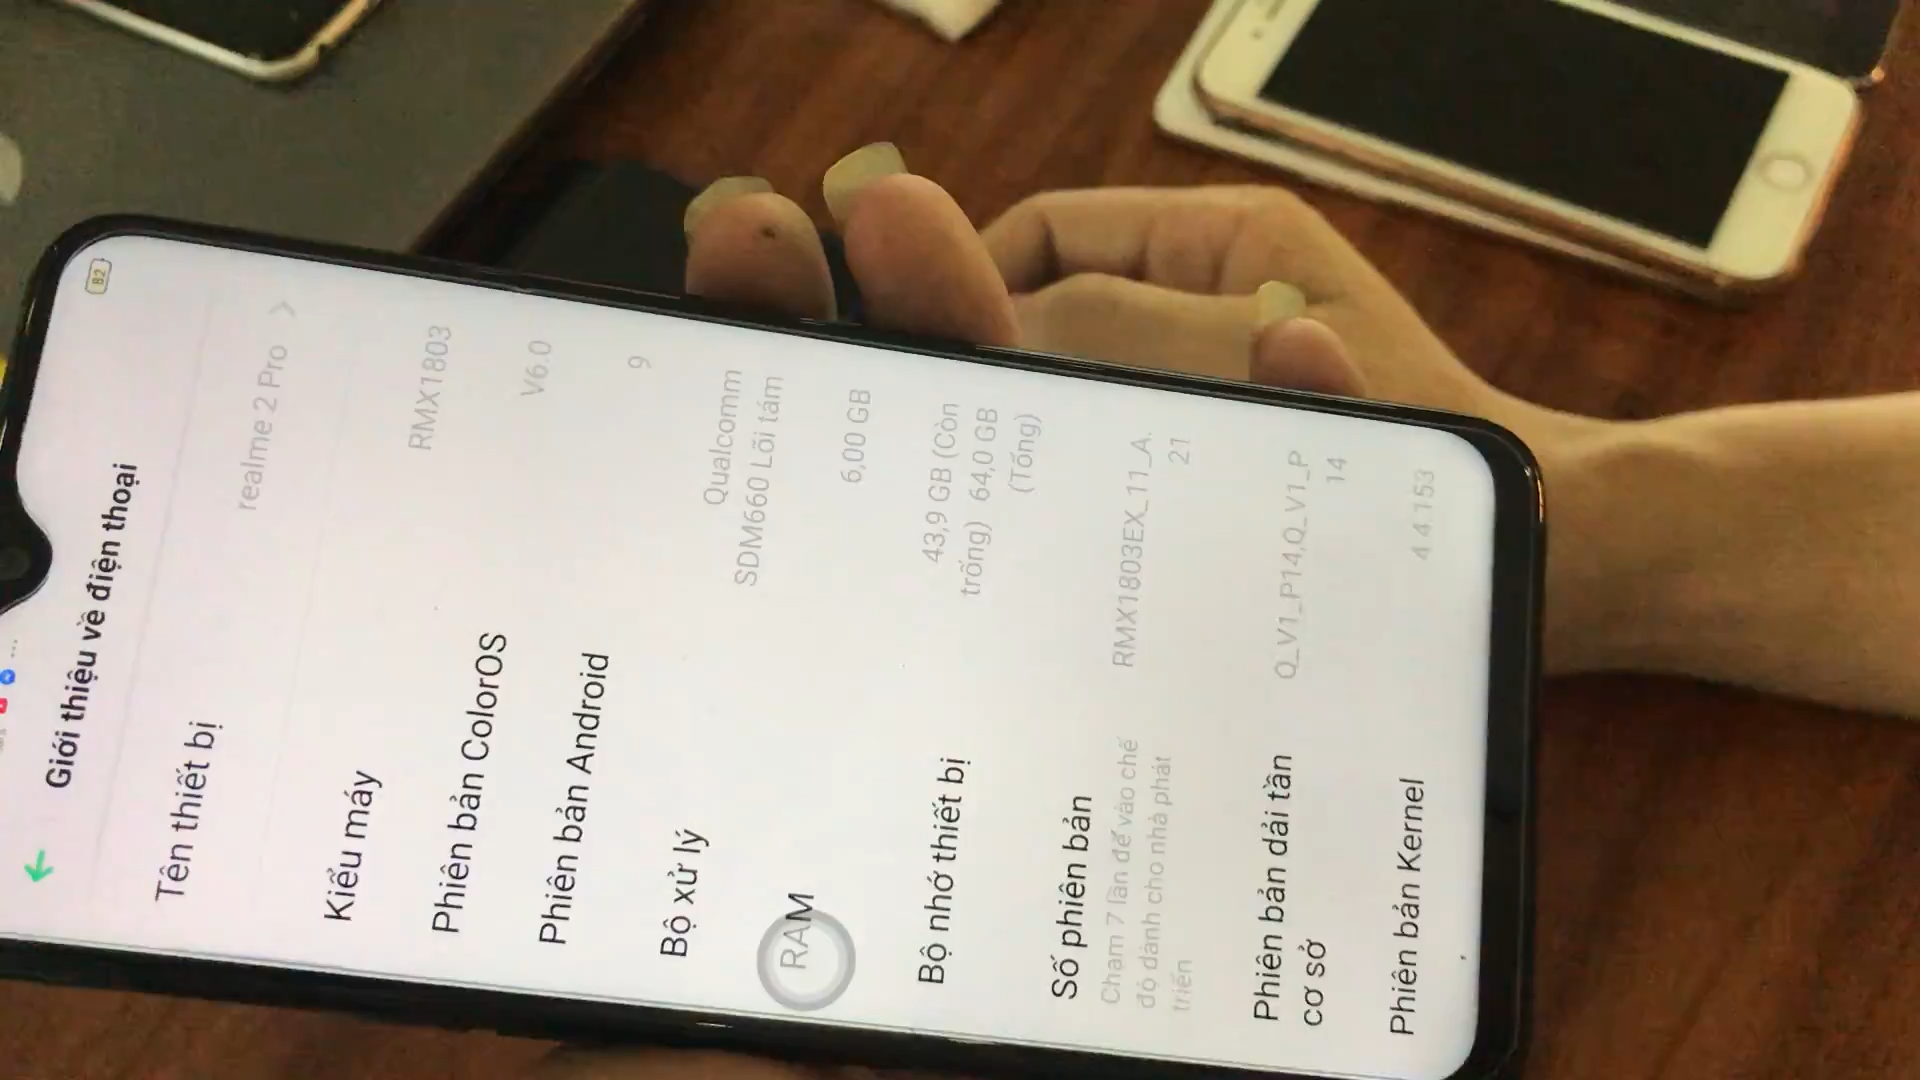 82
Giới thiệu về điện thoại
Tên thiết bị
realme 2 Pro
Kiểu máy
RMX1803
Phiên bản ColorOS
V6.0
Phiên bản Android
9
Bộ xử lý
Qualcomm
SDM660 Lõi tám
RAM
6,00 GB
Bộ nhớ thiết bị
43,9 GB (Còn
trống) 64,0 GB
(Tổng)
Số phiên bản
Chạm 7 lần để vào chế
độ dành cho nhà phát
triển
RMX1803EX_11_A.
21
Phiên bản dải tần
cơ sở
Q_V1_P14,Q_V1_P
14
Phiên bản Kernel
4.4.153